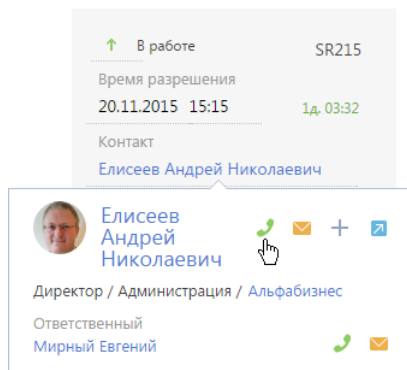 В работе SR215
Время разрешения
20.11.2015 15:15 1д, 03:32
Контакт
Елисеев Андрей Николаевич
Елисеев
Андрей
Николаевич
Директор / Администрация / Альфабизнес
Ответственный
Мирный Евгений